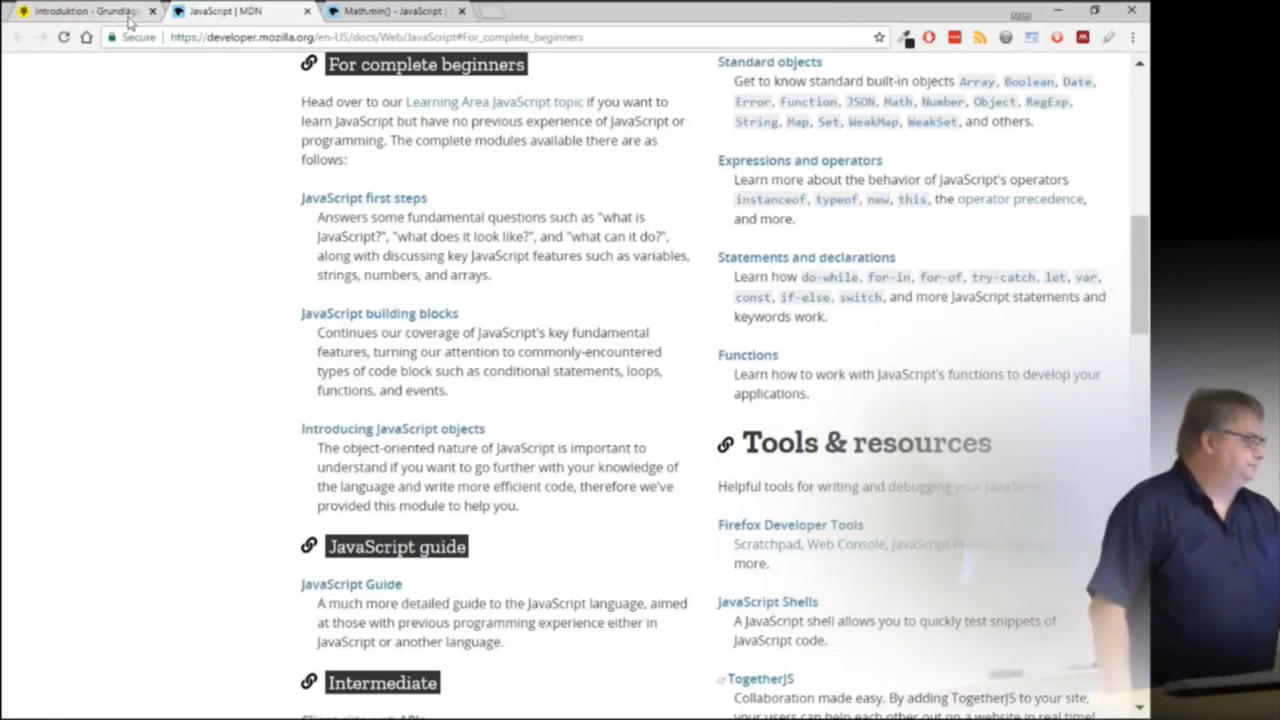 Introduktion - Grundlag
JavaScript | MDN
Math.min() - JavaScript
Secure
https://developer.mozilla.org/en-US/docs/Web/JavaScript#For_complete_beginners
For complete beginners
Head over to our Learning Area JavaScript topic if you want to
learn JavaScript but have no previous experience of JavaScript or
programming. The complete modules available there are as
follows:
JavaScript first steps
Answers some fundamental questions such as "what is
JavaScript?", "what does it look like?", and "what can it do?",
along with discussing key JavaScript features such as variables,
strings, numbers, and arrays.
JavaScript building blocks
Continues our coverage of JavaScript's key fundamental
features, turning our attention to commonly-encountered
types of code block such as conditional statements, loops,
functions, and events.
Introducing JavaScript objects
The object-oriented nature of JavaScript is important to
understand if you want to go further with your knowledge of
the language and write more efficient code, therefore we've
provided this module to help you.
JavaScript guide
JavaScript Guide
A much more detailed guide to the JavaScript language, aimed
at those with previous programming experience either in
JavaScript or another language.
Intermediate
Standard objects
Get to know standard built-in objects Array, Boolean, Date,
Error, Function, JSON, Math, Number, Object, RegExp,
String, Map, Set, WeakMap, WeakSet, and others.
Expressions and operators
Learn more about the behavior of JavaScript's operators
instanceof, typeof, new, this, the operator precedence,
and more.
Statements and declarations
Learn how do-while, for-in, for-of, try-catch, let, var,
const, if-else, switch, and more JavaScript statements and
keywords work.
Functions
Learn how to work with JavaScript's functions to develop your
applications.
Tools & resources
Helpful tools for writing and debugging your JavaScript
Firefox Developer Tools
Scratchpad, Web Console, JavaScript
more.
JavaScript Shells
A JavaScript shell allows you to quickly test snippets of
JavaScript code.
TogetherJS
Collaboration made easy. By adding TogetherJS to your site,
your users can help each other out on a website in real time!